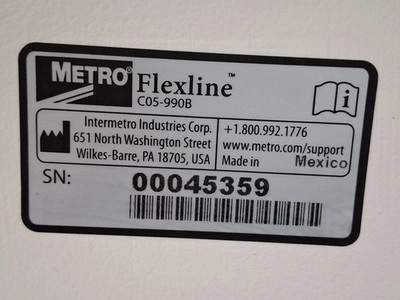 METRO® Flexline™
C05-990B
Intermetro Industries Corp.
651 North Washington Street
Wilkes-Barre, PA 18705, USA
+1.800.992.1776
www.metro.com/support
Made in Mexico
SN: 00045359